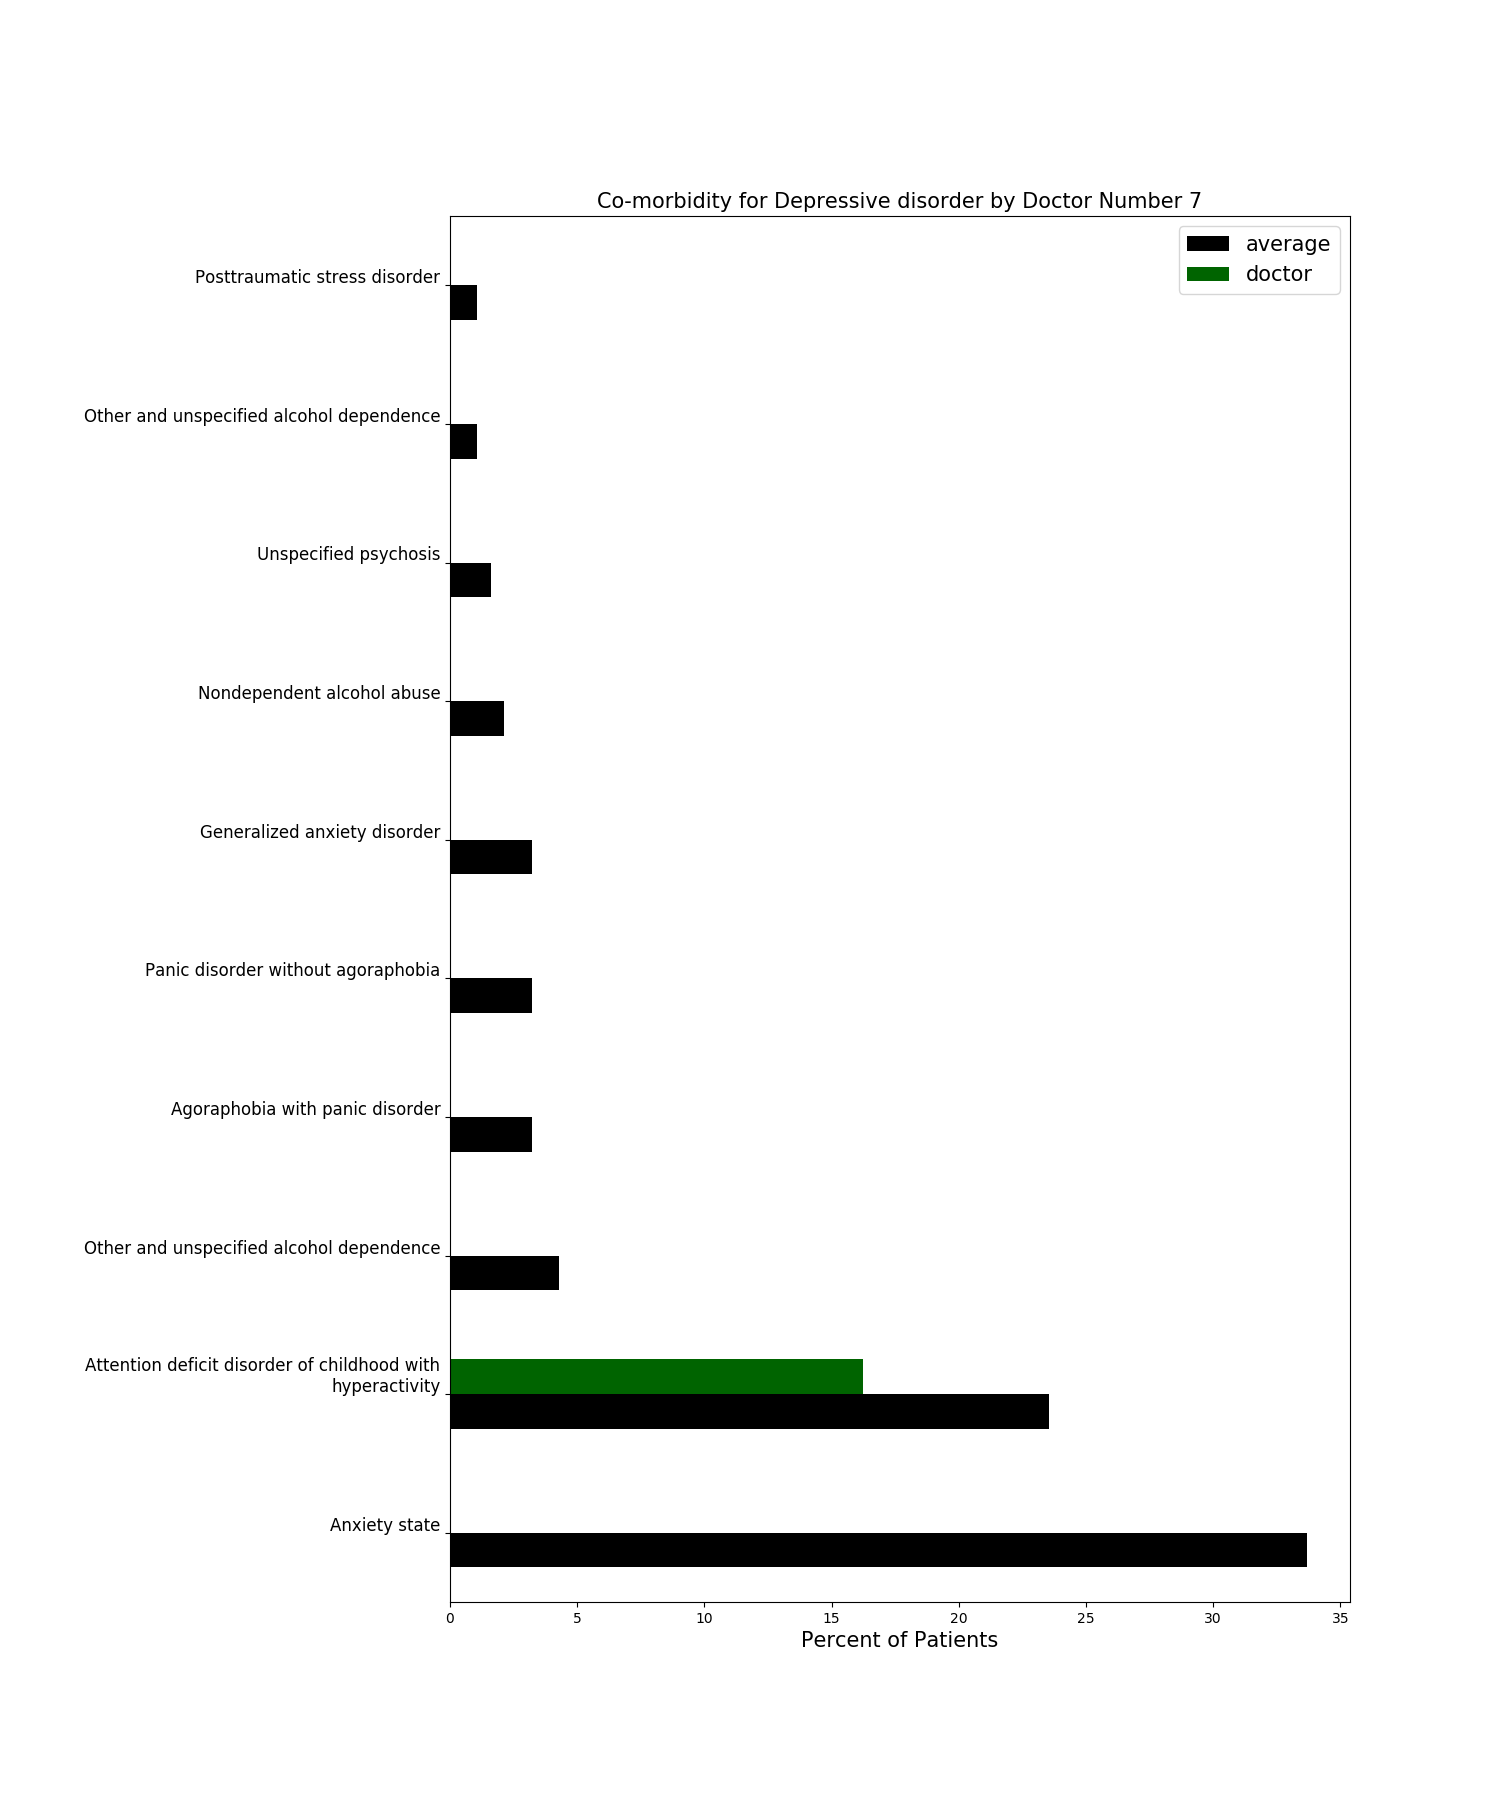 Co-morbidity for Depressive disorder by Doctor Number 7
average
doctor
Posttraumatic stress disorder
Other and unspecified alcohol dependence
Unspecified psychosis
Nondependent alcohol abuse
Generalized anxiety disorder
Panic disorder without agoraphobia
Agoraphobia with panic disorder
Other and unspecified alcohol dependence
Attention deficit disorder of childhood with
hyperactivity
Anxiety state
0 5 10 15 20 25 30 35
Percent of Patients